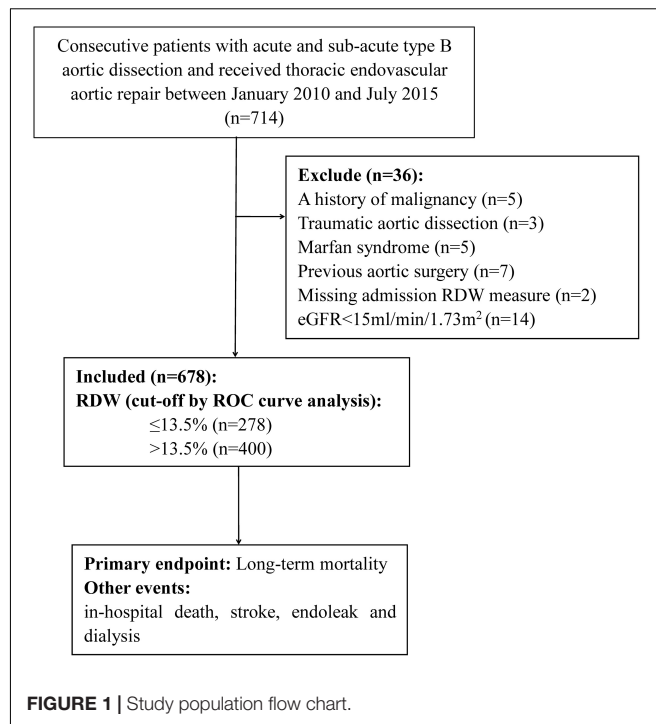 Consecutive patients with acute and sub-acute type B
aortic dissection and received thoracic endovascular
aortic repair between January 2010 and July 2015
(n=714)
Exclude (n=36):
A history of malignancy (n=5)
Traumatic aortic dissection (n=3)
Marfan syndrome (n=5)
Previous aortic surgery (n=7)
Missing admission RDW measure (n=2)
eGFR<15ml/min/1.73m² (n=14)
Included (n=678):
RDW (cut-off by ROC curve analysis):
≤13.5% (n=278)
>13.5% (n=400)
Primary endpoint: Long-term mortality
Other events:
in-hospital death, stroke, endoleak and
dialysis
FIGURE 1 | Study population flow chart.